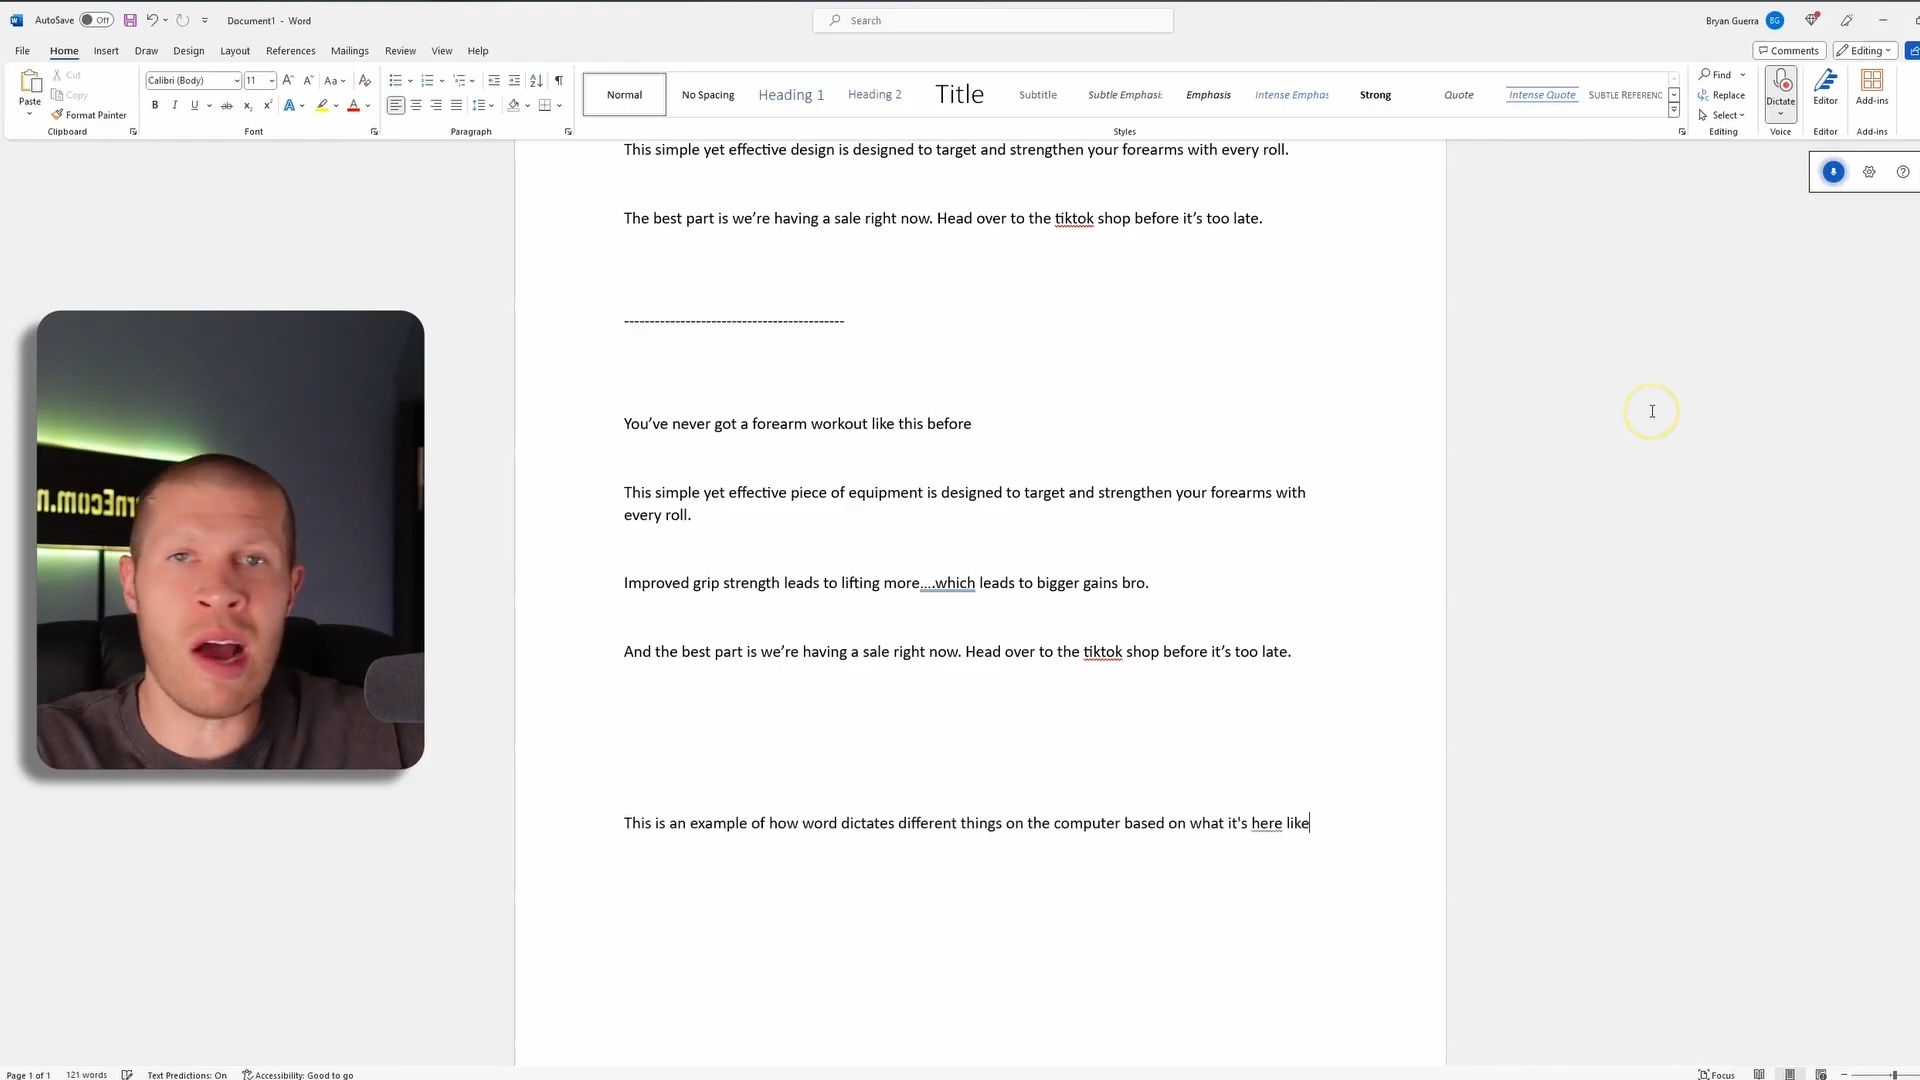 AutoSave Off Document1 - Word Search Bryan Guerra BG
File Home Insert Draw Design Layout References Mailings Review View Help Comments Editing
Paste Cut Copy Format Painter Clipboard
Calibri (Body) 11 Aa Font
Paragraph
Normal No Spacing Heading 1 Heading 2 Title Subtitle Subtle Emphasi: Emphasis Intense Emphas Strong Quote Intense Quote SUBTLE REFERENC
Styles
Find Replace Select Editing
Dictate Voice
Editor Editor
Add-ins Add-ins
This simple yet effective design is designed to target and strengthen your forearms with every roll.
The best part is we’re having a sale right now. Head over to the tiktok shop before it’s too late.
-------------------------------------------
You’ve never got a forearm workout like this before
This simple yet effective piece of equipment is designed to target and strengthen your forearms with
every roll.
Improved grip strength leads to lifting more....which leads to bigger gains bro.
And the best part is we’re having a sale right now. Head over to the tiktok shop before it’s too late.
This is an example of how word dictates different things on the computer based on what it's here like
Page 1 of 1 121 words Text Predictions: On Accessibility: Good to go Focus